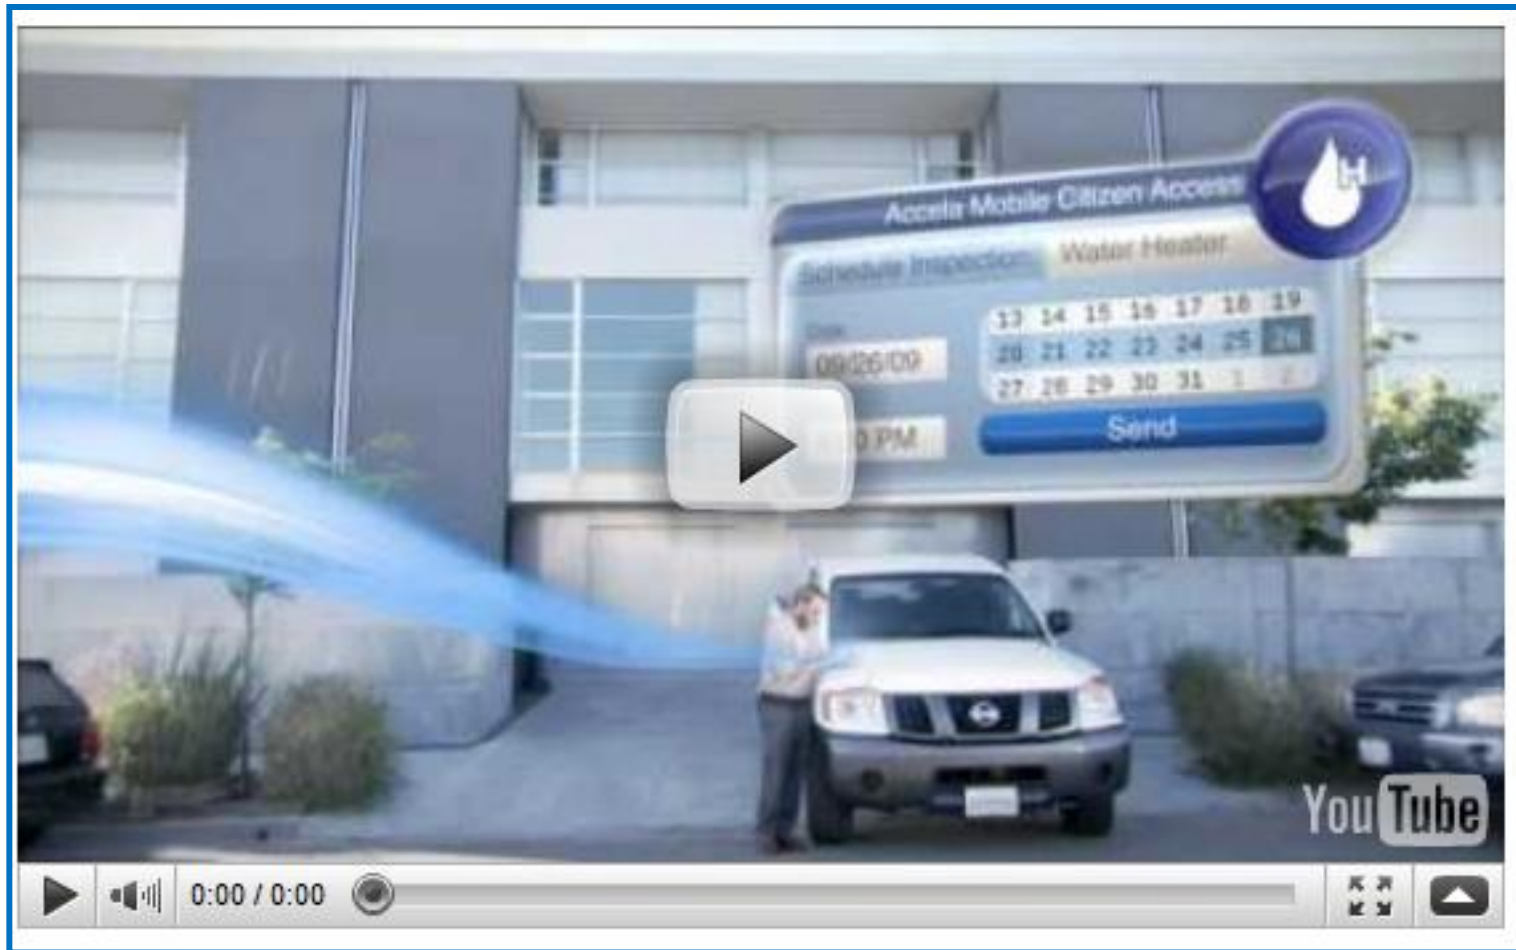 Accela Mobile Citizen Access
H
Schedule Inspection: Water Heater
Date
13 14 15 16 17 18 19
09/26/09
20 21 22 23 24 25 26
27 28 29 30 31 1 2
0 PM
Send
YouTube
0:00 / 0:00